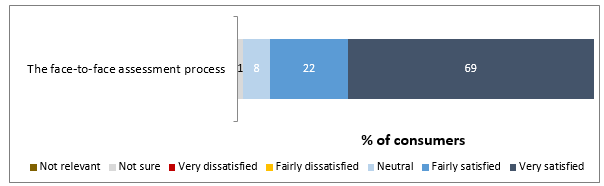 The face-to-face assessment process
1 8 22 69
% of consumers
Not relevant Not sure Very dissatisfied Fairly dissatisfied Neutral Fairly satisfied Very satisfied